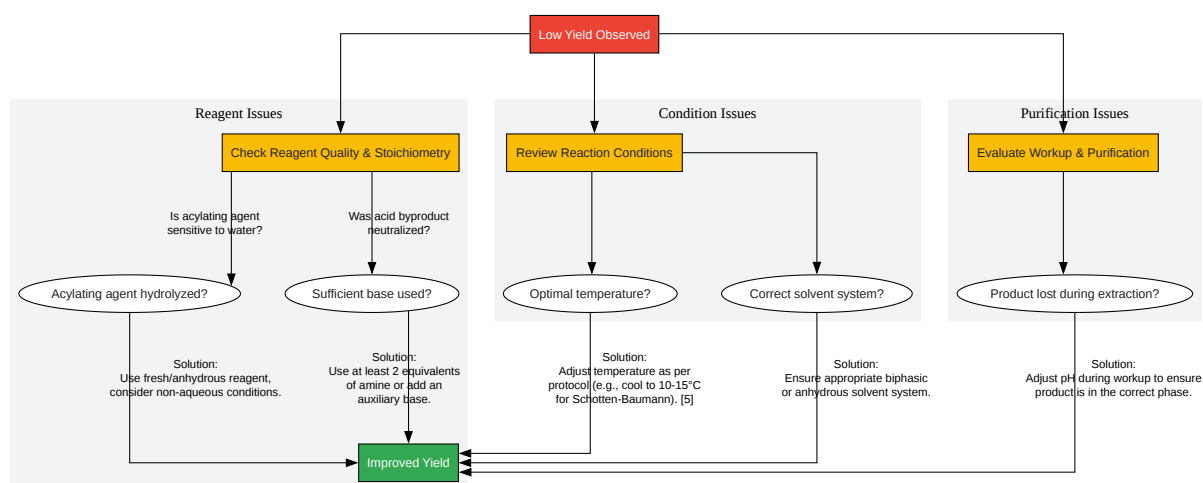 Low Yield Observed
Reagent Issues
Condition Issues
Purification Issues
Check Reagent Quality & Stoichiometry
Review Reaction Conditions
Evaluate Workup & Purification
Is acylating agent
sensitive to water?
Was acid byproduct
neutralized?
Acylating agent hydrolyzed?
Sufficient base used?
Optimal temperature?
Correct solvent system?
Product lost during extraction?
Solution:
Use fresh/anhydrous reagent,
consider non-aqueous conditions.
Solution:
Use at least 2 equivalents
of amine or add an
auxiliary base.
Solution:
Adjust temperature as per
protocol (e.g., cool to 10-15°C
for Schotten-Baumann). [5]
Solution:
Ensure appropriate biphasic
or anhydrous solvent system.
Solution:
Adjust pH during workup to ensure
product is in the correct phase.
Improved Yield